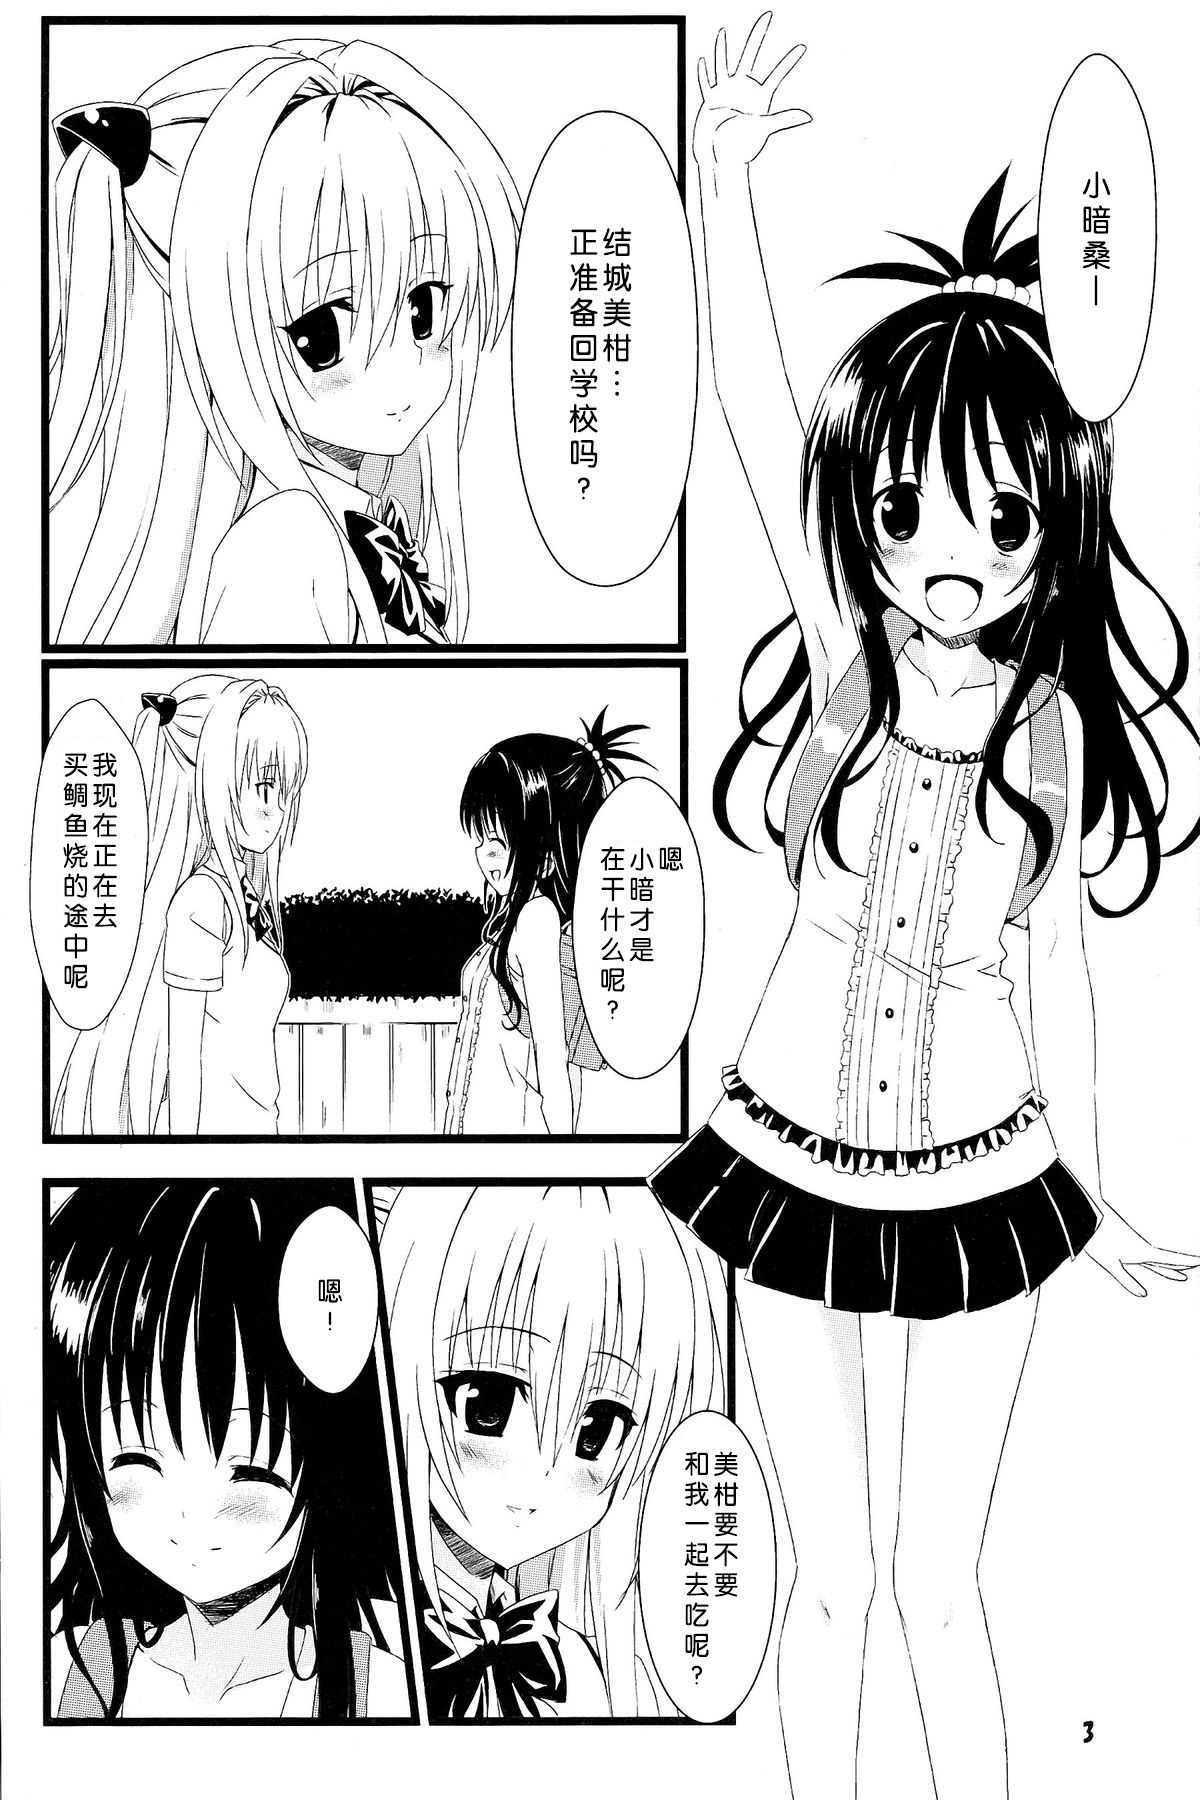 小暗桑ー
结城美柑…
正准备回学校吗？
嗯
小暗才是
在干什么呢？
我现在正在去
买鲷鱼烧的途中呢
美柑要不要
和我一起去吃呢？
嗯！
3